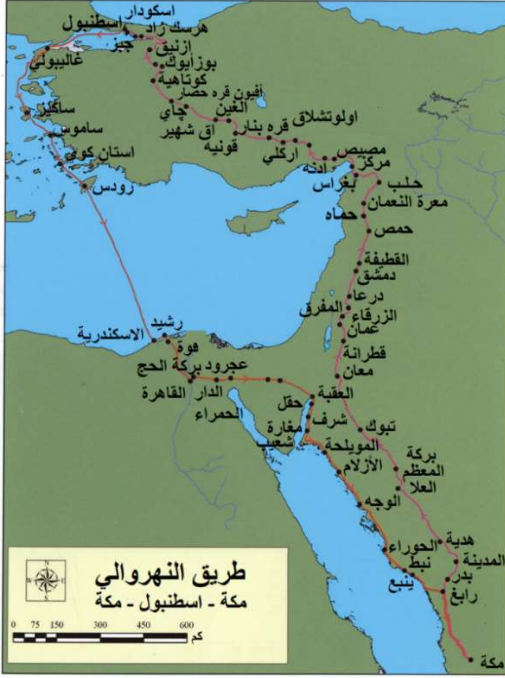 اسكودار
اسطنبول
هرسك زاد
جبز
غاليبولي
ازنيق
بوزأيوك
كوتاهية
أفيون قره حصار
جاي
العين
اق شهير
اولوتشلاق
قره بنار
قونيه
اركلي
ساكيز
ساموس
استان كوي
رودس
مصيص
ادنه
مركز
بغراس
حلب
معرة النعمان
حماه
حمص
القطيفة
دمشق
درعا
المفرق
الزرقاء
عمان
قطرانة
معان
رشيد
الاسكندرية
فوة
بركة الحج
عجرود
القاهرة
الدار
الحمراء
العقبة
حقل
شرف
مغارة
شعيب
تبوك
المويلحة
الأزلام
بركة
المعظم
العلا
الوجه
هدية
الحوراء
نبط
المدينة
ينبع
بدر
رابغ
مكة
طريق النهروالي
مكة - اسطنبول - مكة
N
W
E
S
0 75 150 300 450 600
كم